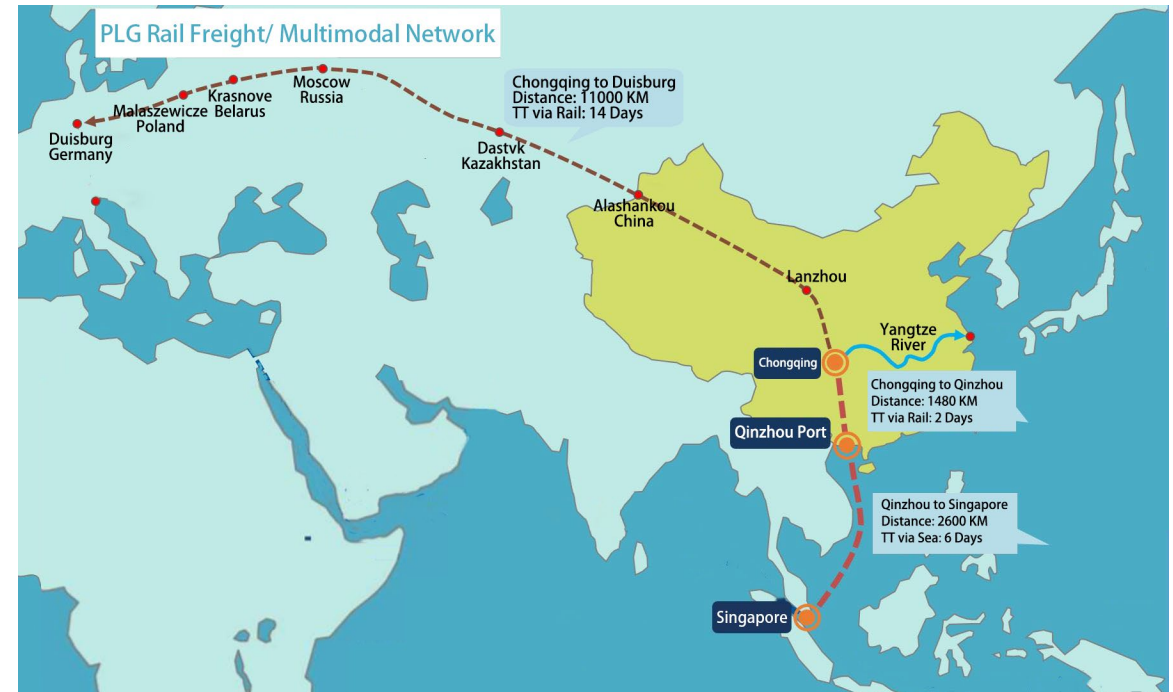 PLG Rail Freight/ Multimodal Network
Moscow
Russia
Krasnove
Belarus
Malaszewicze
Poland
Duisburg
Germany
Chongqing to Duisburg
Distance: 11000 KM
TT via Rail: 14 Days
Dastvk
Kazakhstan
Alashankou
China
Lanzhou
Yangtze
River
Chongqing
Chongqing to Qinzhou
Distance: 1480 KM
TT via Rail: 2 Days
Qinzhou Port
Qinzhou to Singapore
Distance: 2600 KM
TT via Sea: 6 Days
Singapore